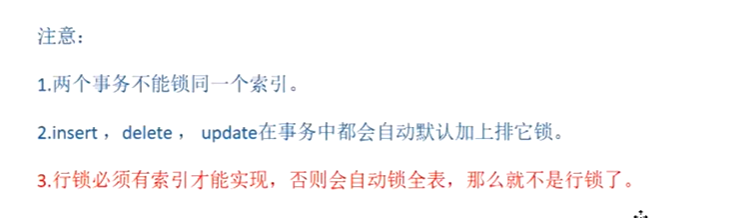 注意：
1.两个事务不能锁同一个索引。
2.insert ，delete ， update在事务中都会自动默认加上排它锁。
3.行锁必须有索引才能实现，否则会自动锁全表，那么就不是行锁了。